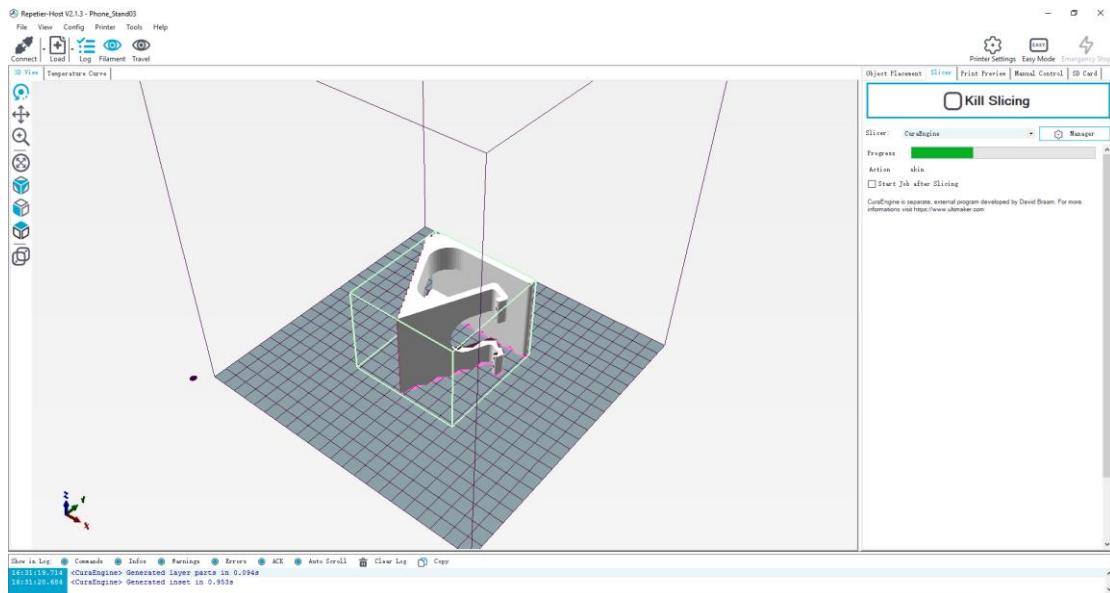 Repetier-Host V2.1.3 - Phone_Stand03
File View Config Printer Tools Help
Connect Load Log Filament Travel
Printer Settings Easy Mode Emergency Stop
EASY
3D View Temperature Curve
Object Placement Slicer Print Preview Manual Control SD Card
Kill Slicing
Slicer: CuraEngine Manager
Progress
Action skin
Start Job after Slicing
CuraEngine is separate, external program developed by David Braam. For more
informations visit https://www.ultimaker.com
Z Y X
Show in Log: Commands Infos Warnings Errors ACK Auto Scroll Clear Log Copy
16:31:19.714 <CuraEngine> Generated layer parts in 0.094s
16:31:20.684 <CuraEngine> Generated inset in 0.953s